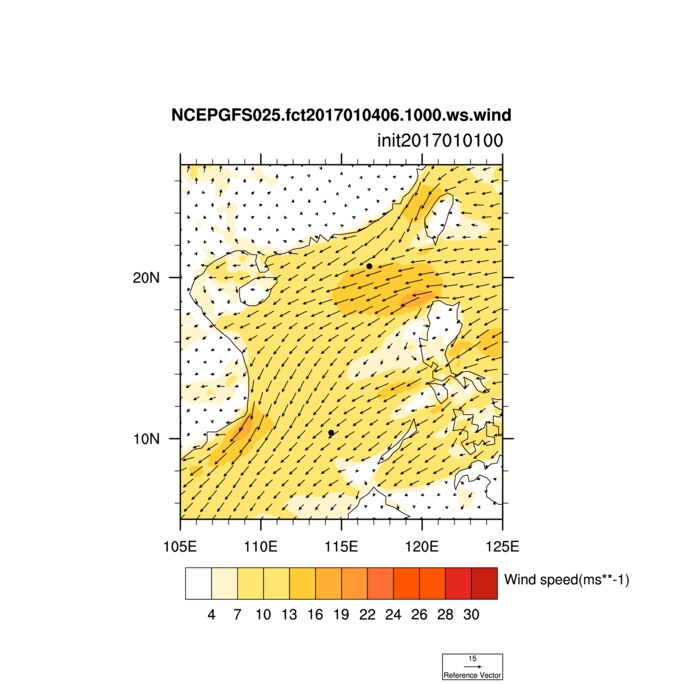 NCEPGFS025.fct2017010406.1000.ws.wind
init2017010100
20N
10N
105E 110E 115E 120E 125E
Wind speed(ms**-1)
4 7 10 13 16 19 22 24 26 28 30
15
Reference Vector